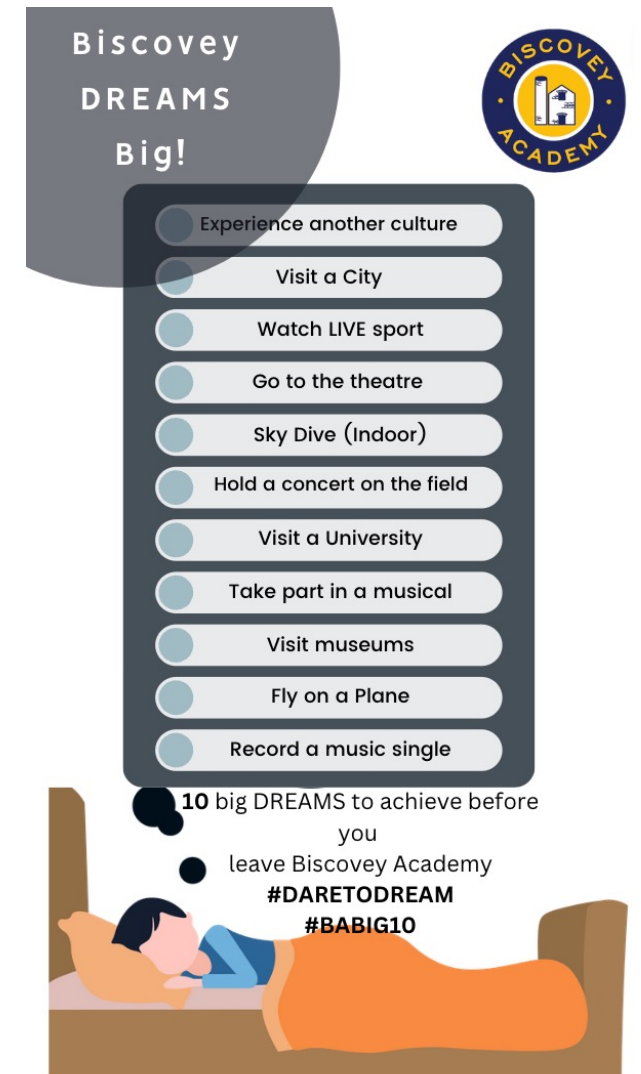 Biscovey
DREAMS
Big!
BISCOVEY
ACADEMY
Experience another culture
Visit a City
Watch LIVE sport
Go to the theatre
Sky Dive (Indoor)
Hold a concert on the field
Visit a University
Take part in a musical
Visit museums
Fly on a Plane
Record a music single
10 big DREAMS to achieve before
you
leave Biscovey Academy
#DARETODREAM
#BABIG10